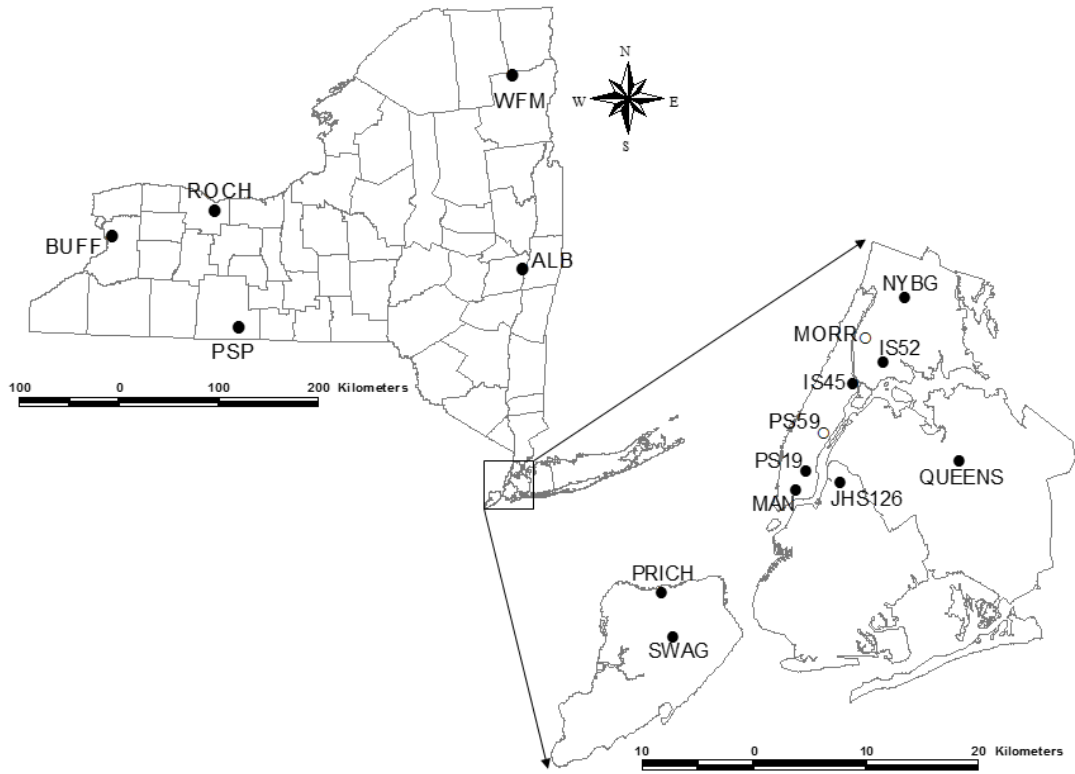 N
W E
S
WFM
ROCH
BUFF
ALB
PSP
100 0 100 200 Kilometers
NYBG
MORR
IS52
IS45
PS59
PS19
QUEENS
MAN
JHS126
PRICH
SWAG
10 0 10 20 Kilometers